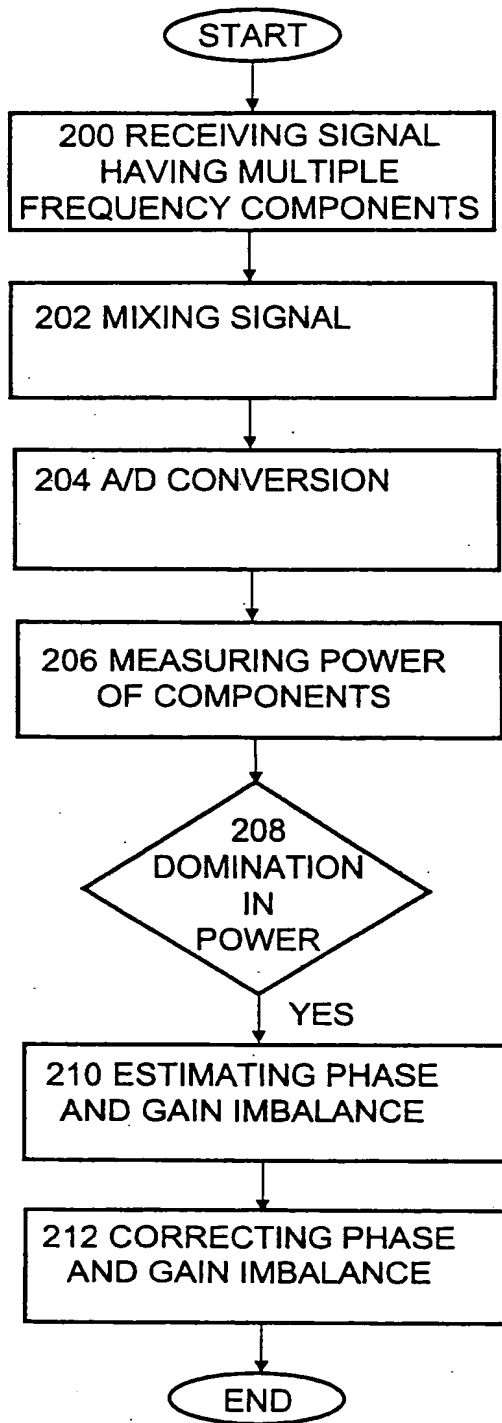 START
200 RECEIVING SIGNAL
HAVING MULTIPLE
FREQUENCY COMPONENTS
202 MIXING SIGNAL
204 A/D CONVERSION
206 MEASURING POWER
OF COMPONENTS
208
DOMINATION
IN
POWER
YES
210 ESTIMATING PHASE
AND GAIN IMBALANCE
212 CORRECTING PHASE
AND GAIN IMBALANCE
END